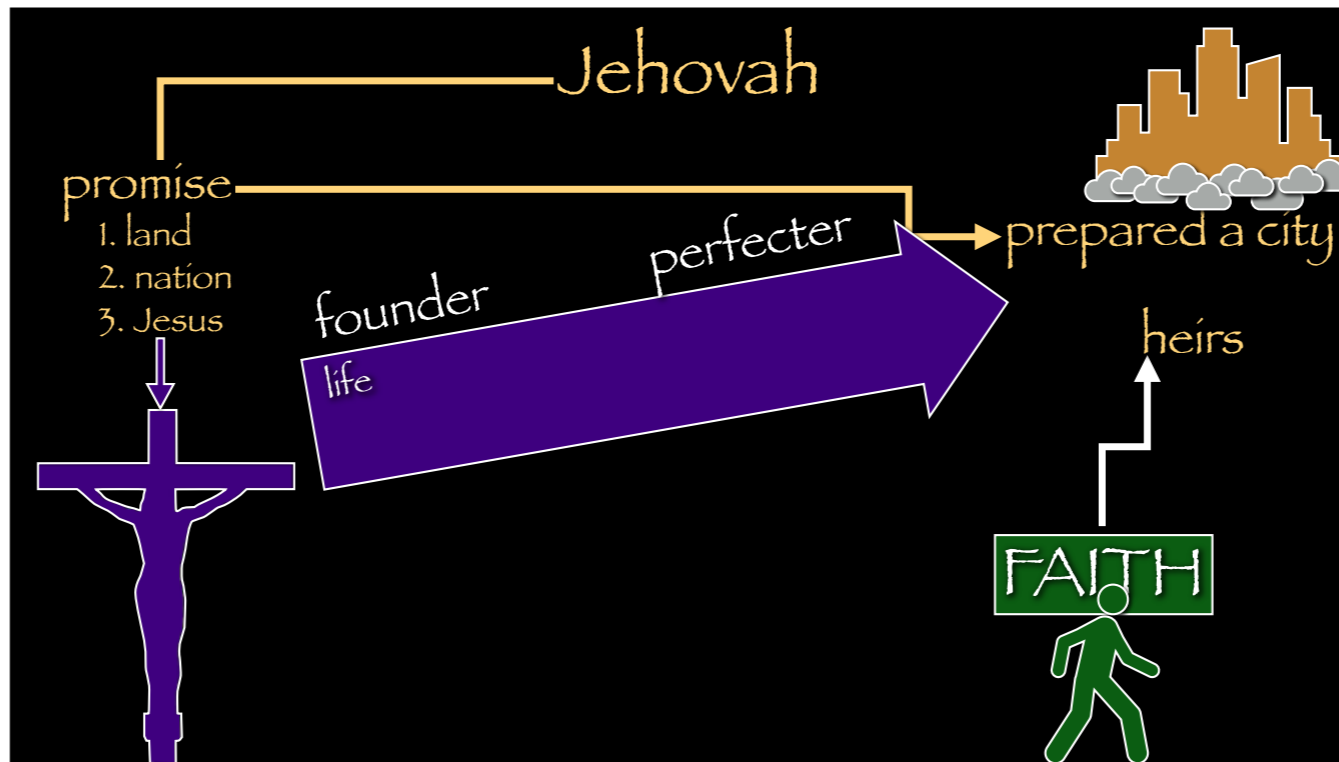 Jehovah
promise
1. land
2. nation
3. Jesus
founder
perfecter
life
prepared a city
heirs
FAITH